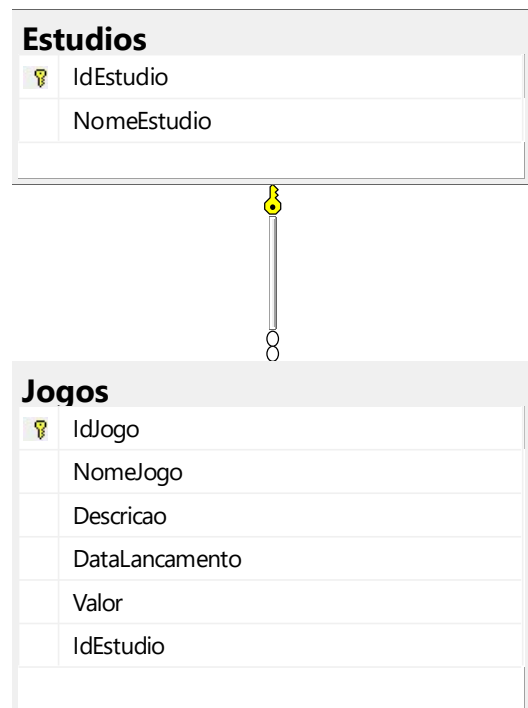 Estudios
IdEstudio
NomeEstudio
Jogos
IdJogo
NomeJogo
Descricao
DataLancamento
Valor
IdEstudio